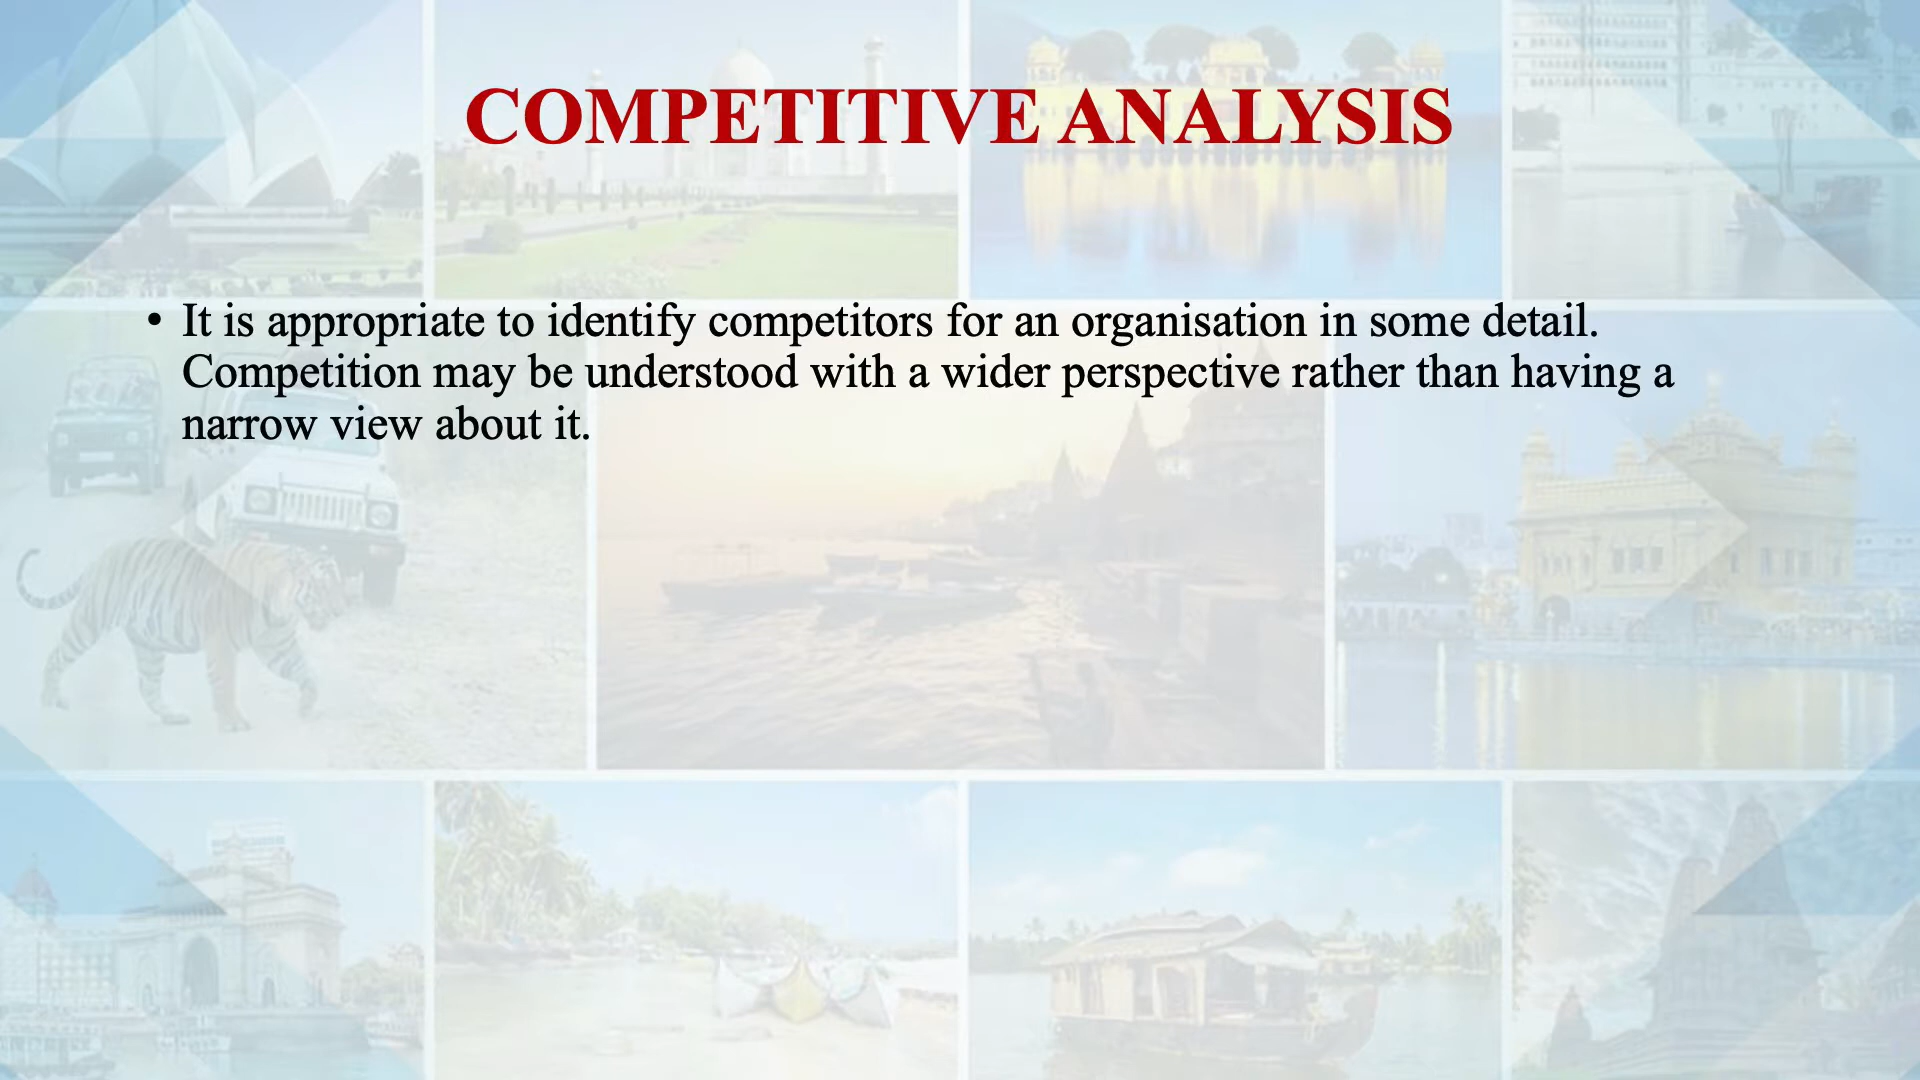 COMPETITIVE ANALYSIS
• It is appropriate to identify competitors for an organisation in some detail.
Competition may be understood with a wider perspective rather than having a
narrow view about it.